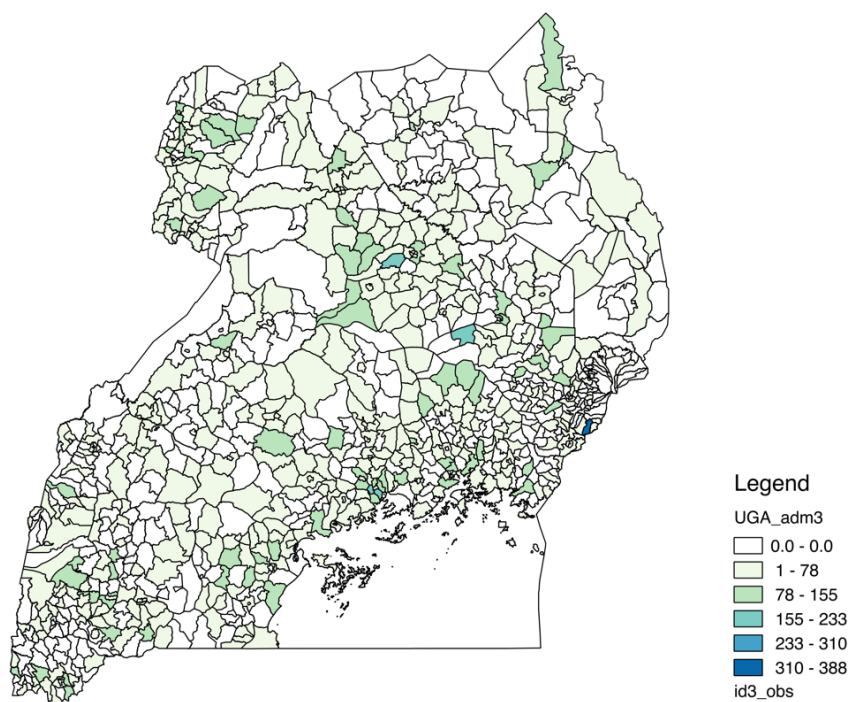 Legend
UGA_adm3
0.0 - 0.0
1 - 78
78 - 155
155 - 233
233 - 310
310 - 388
id3_obs